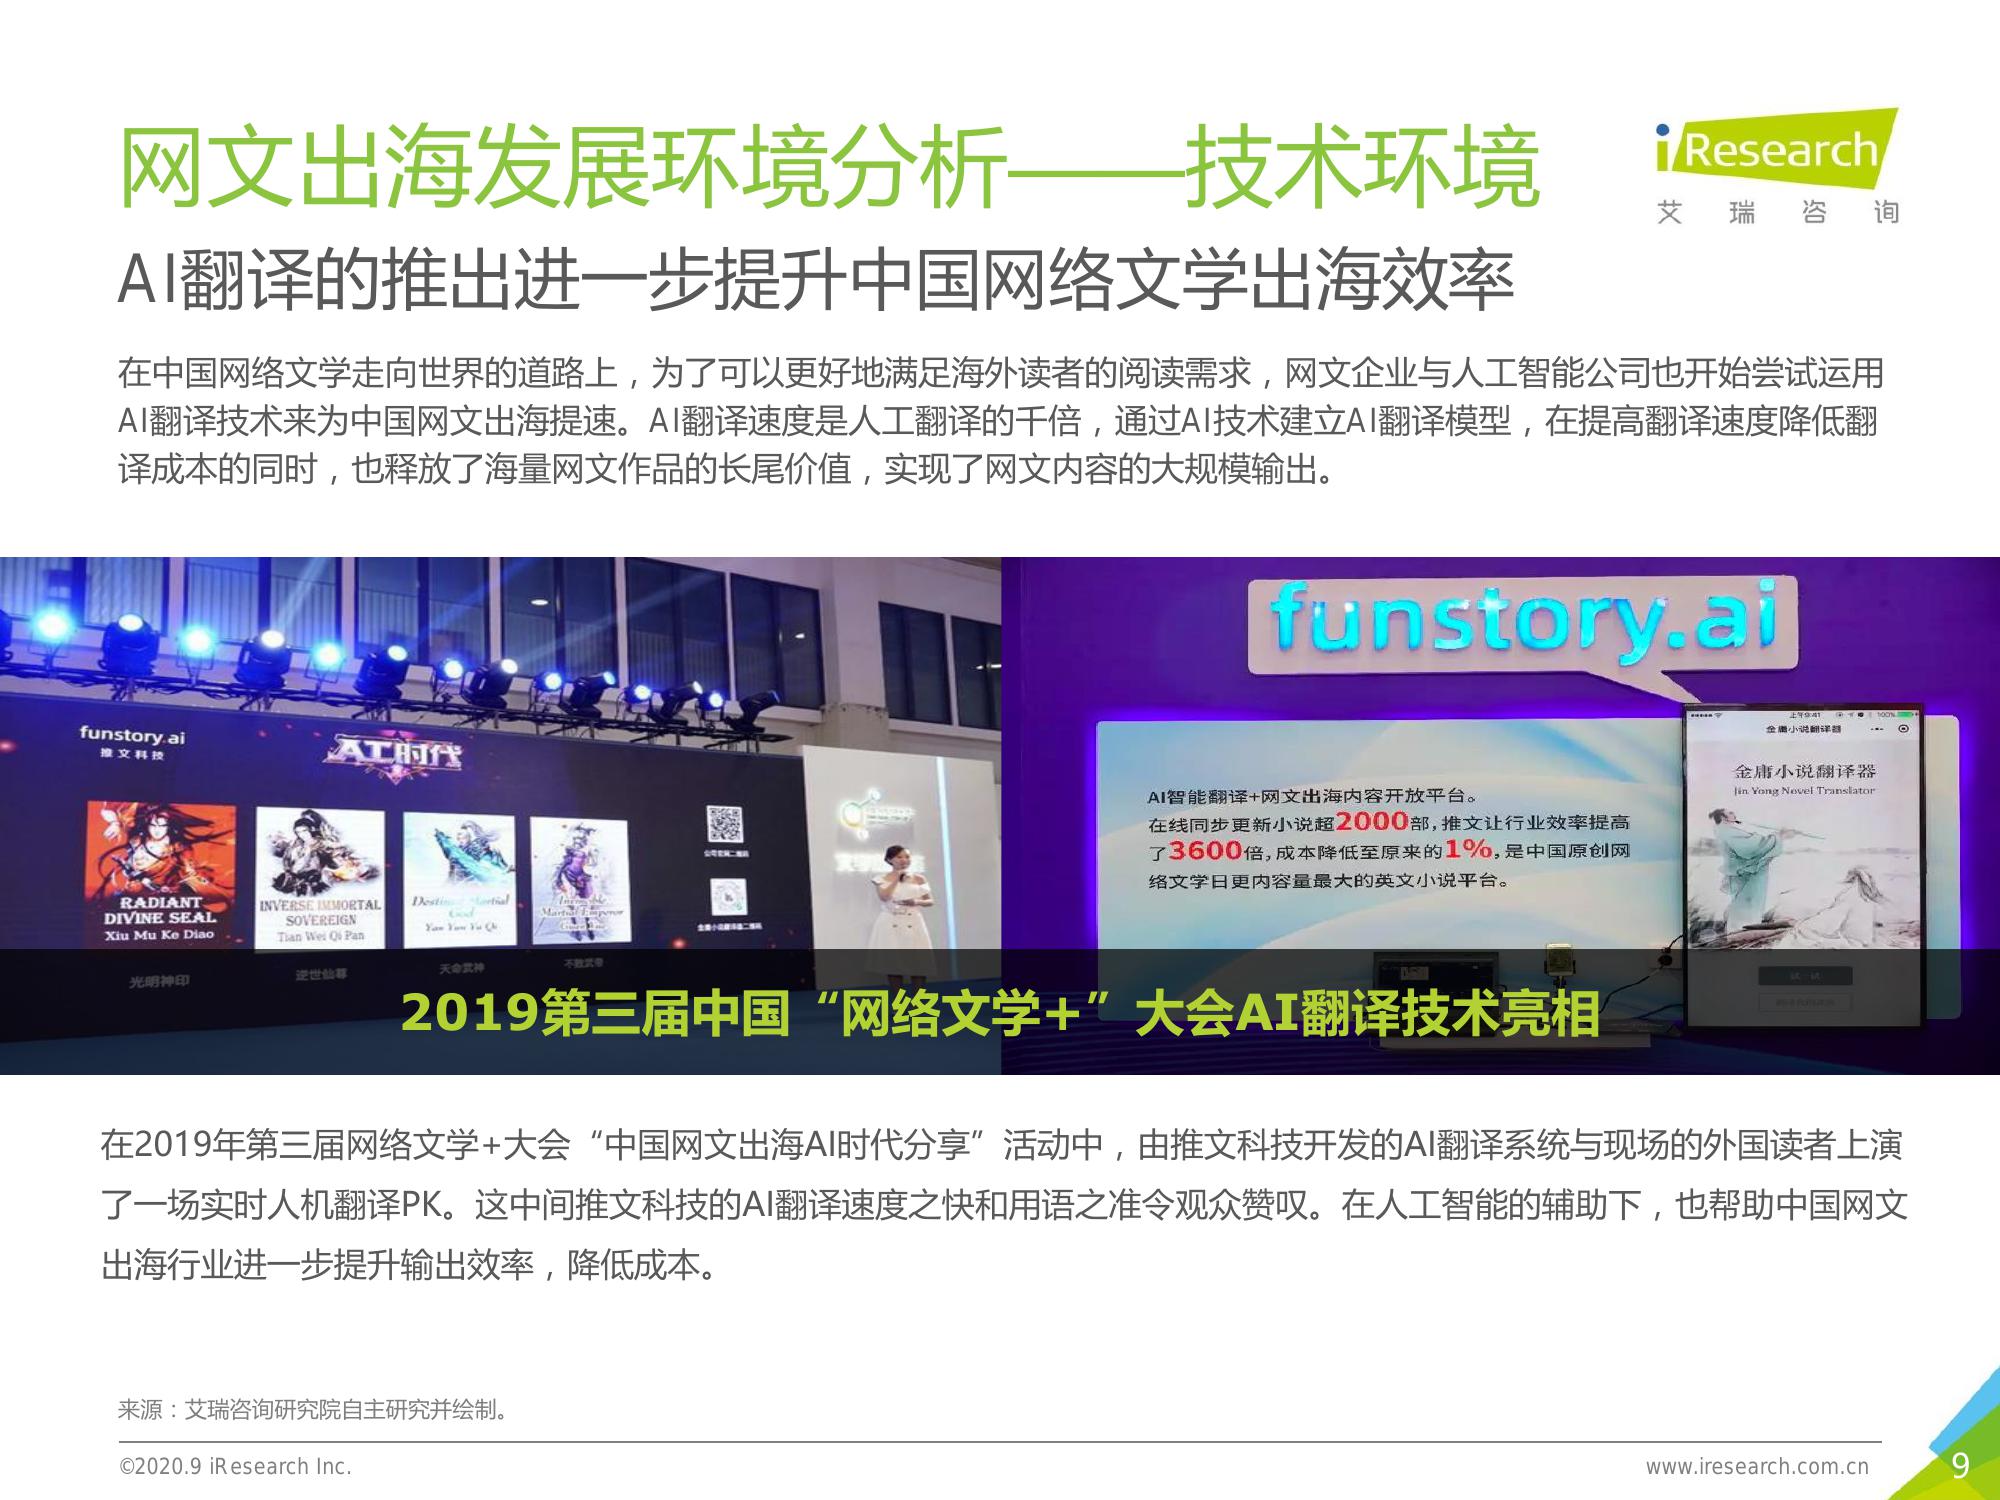 网文出海发展环境分析——技术环境
iResearch
艾瑞咨询
AI翻译的推出进一步提升中国网络文学出海效率
在中国网络文学走向世界的道路上，为了可以更好地满足海外读者的阅读需求，网文企业与人工智能公司也开始尝试运用
AI翻译技术来为中国网文出海提速。AI翻译速度是人工翻译的千倍，通过AI技术建立AI翻译模型，在提高翻译速度降低翻
译成本的同时，也释放了海量网文作品的长尾价值，实现了网文内容的大规模输出。
funstory.ai
推文科技
AI时代
RADIANT
DIVINE SEAL
Xiu Mu Ke Diao
光明神印
INVERSE IMMORTAL
SOVEREIGN
Tian Wei Qi Pan
逆世仙尊
God
Yan Yun Yu Qi
天命武神
Invincible
Martial Emperor
不败武帝
funstory.ai
AI智能翻译+网文出海内容开放平台。
在线同步更新小说超2000部,推文让行业效率提高
了3600倍,成本降低至原来的1%,是中国原创网
络文学日更内容量最大的英文小说平台。
上午9:41
100%
金庸小说翻译器
金庸小说翻译器
Jin Yong Novel Translator
试一试
2019第三届中国“网络文学+”大会AI翻译技术亮相
在2019年第三届网络文学+大会“中国网文出海AI时代分享”活动中，由推文科技开发的AI翻译系统与现场的外国读者上演
了一场实时人机翻译PK。这中间推文科技的AI翻译速度之快和用语之准令观众赞叹。在人工智能的辅助下，也帮助中国网文
出海行业进一步提升输出效率，降低成本。
来源：艾瑞咨询研究院自主研究并绘制。
©2020.9 iResearch Inc.
www.iresearch.com.cn
9